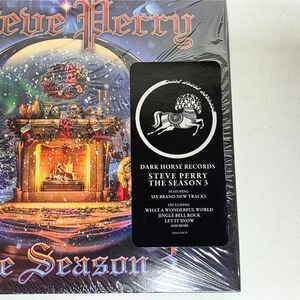 eve Perry
DARK HORSE RECORDS
STEVE PERRY
THE SEASON 3
FEATURING
SIX BRAND NEW TRACKS
INCLUDING
WHAT A WONDERFUL WORLD
JINGLE BELL ROCK
LET IT SNOW
AND MORE
e Season 3